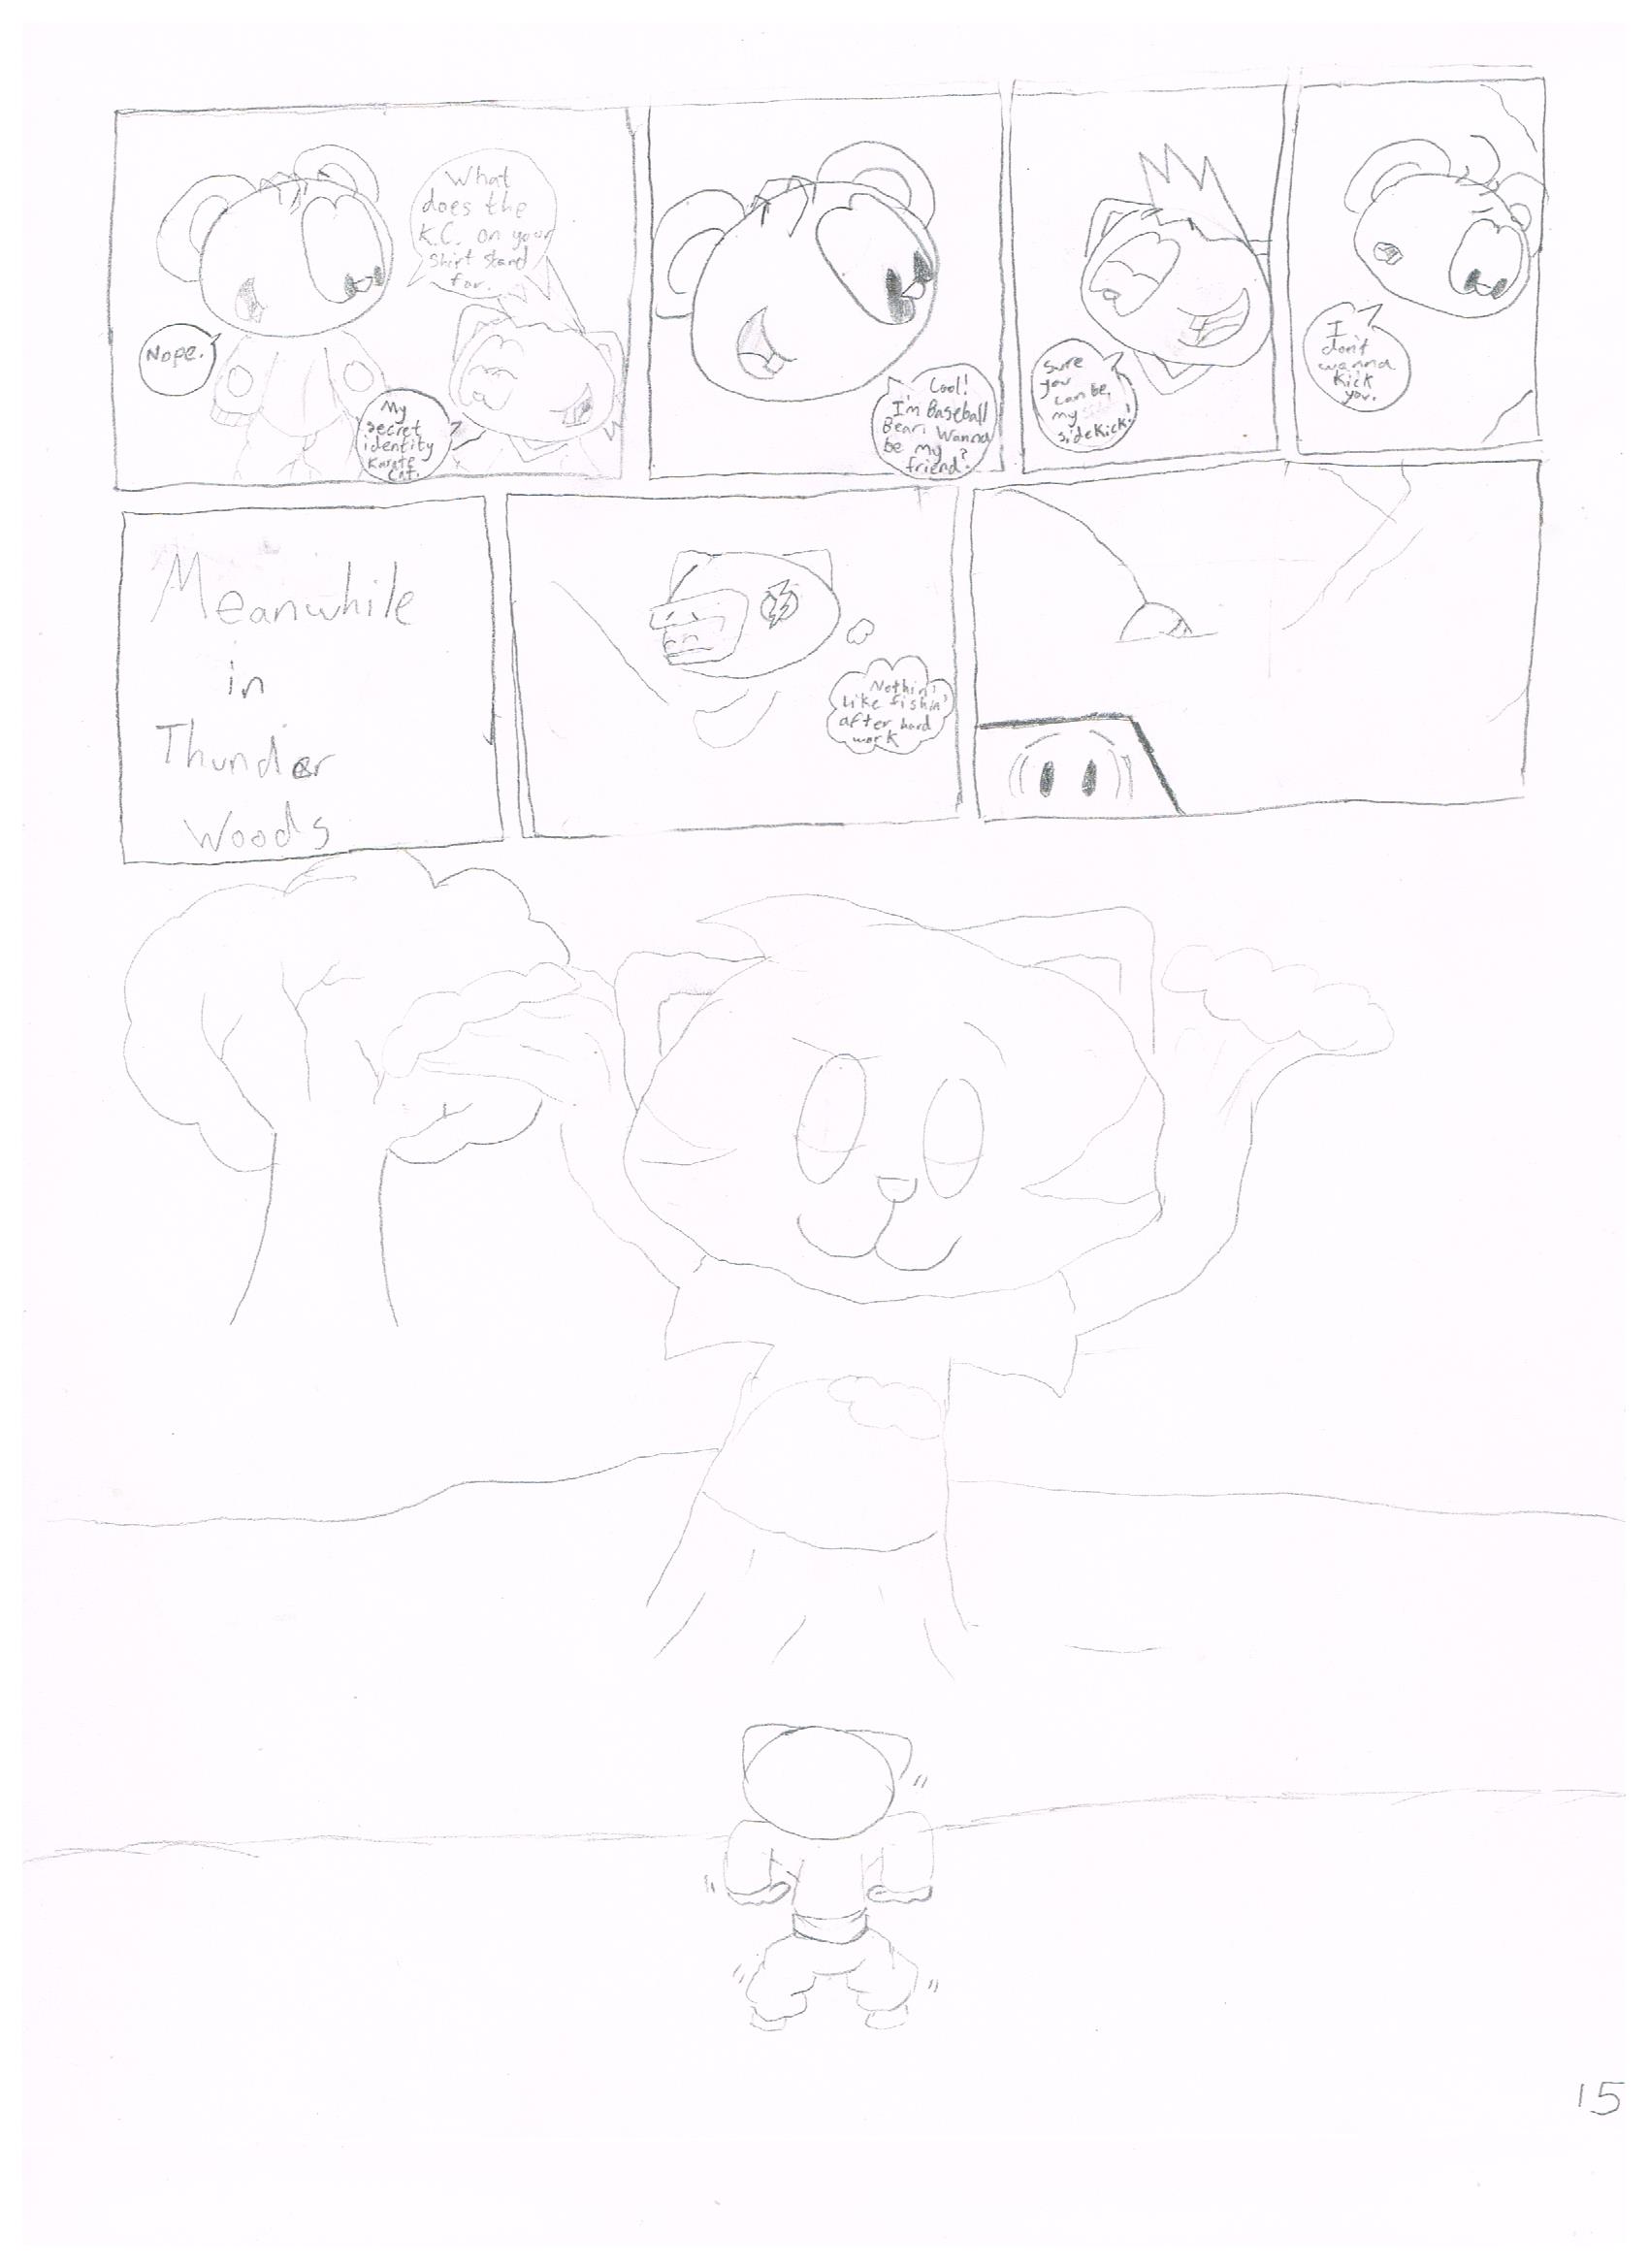 What
does the
K.C. on your
shirt stand
for.
Nope.
My
secret
identity
Karate
Cat.
Cool!
I'm Baseball
Bear. Wanna
be my
friend?
Sure
you
can be,
my
sidekick!
I
don't
wanna
kick
you.
Meanwhile
in
Thunder
Woods
Nothin'
like fishin'
after hard
work
15